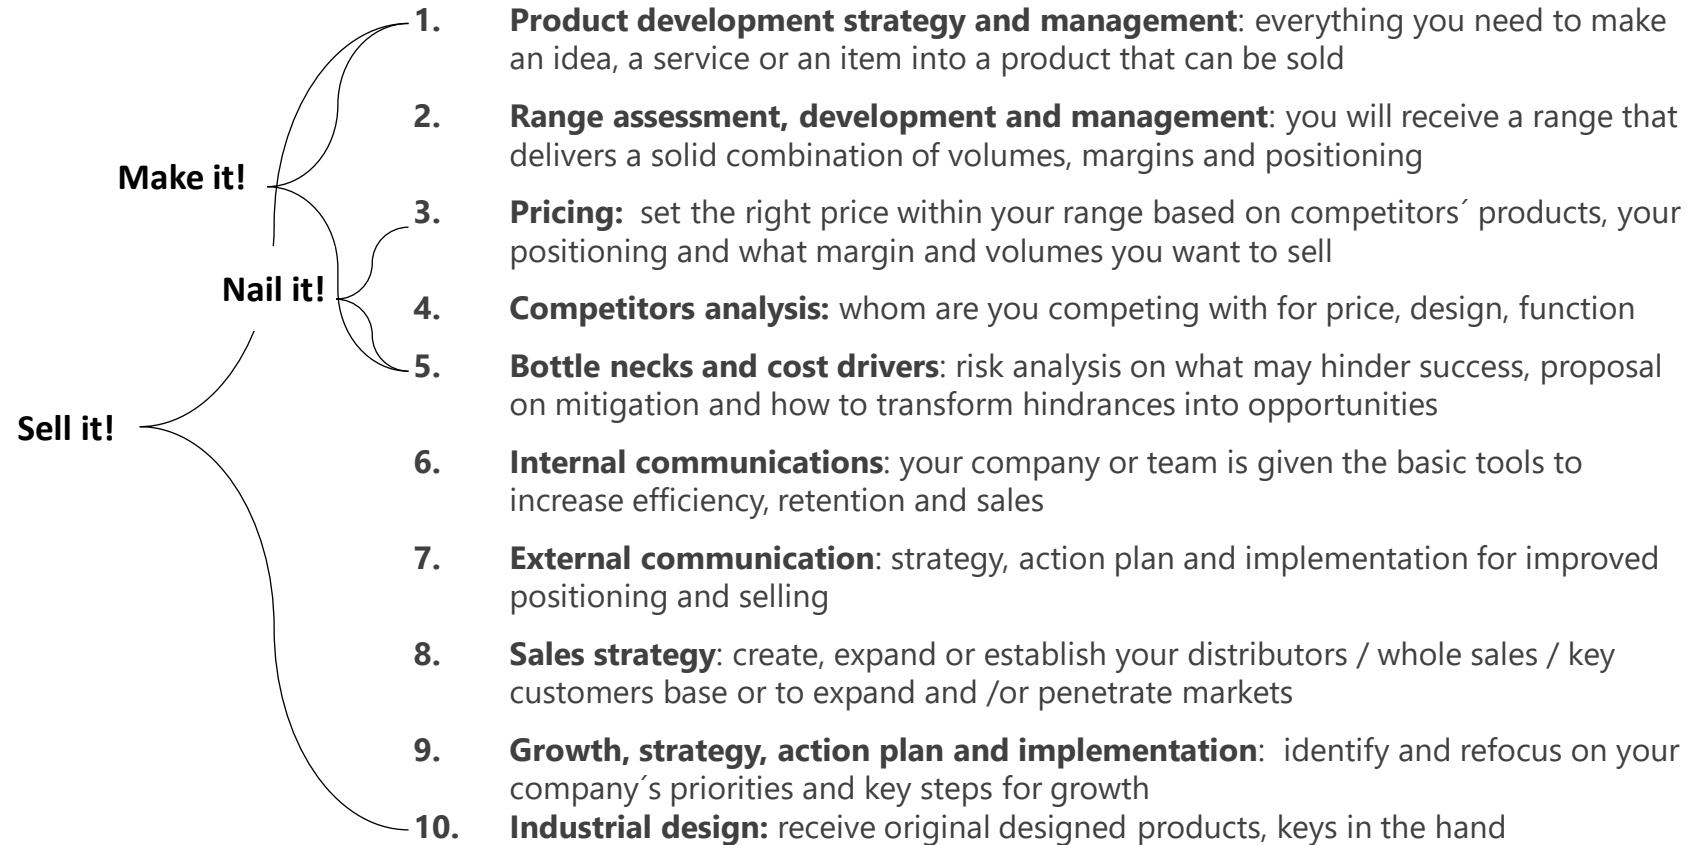 1. Product development strategy and management: everything you need to make
an idea, a service or an item into a product that can be sold
2. Range assessment, development and management: you will receive a range that
delivers a solid combination of volumes, margins and positioning
Make it!
3. Pricing: set the right price within your range based on competitors´ products, your
positioning and what margin and volumes you want to sell
Nail it!
4. Competitors analysis: whom are you competing with for price, design, function
5. Bottle necks and cost drivers: risk analysis on what may hinder success, proposal
on mitigation and how to transform hindrances into opportunities
Sell it!
6. Internal communications: your company or team is given the basic tools to
increase efficiency, retention and sales
7. External communication: strategy, action plan and implementation for improved
positioning and selling
8. Sales strategy: create, expand or establish your distributors / whole sales / key
customers base or to expand and /or penetrate markets
9. Growth, strategy, action plan and implementation: identify and refocus on your
company´s priorities and key steps for growth
10. Industrial design: receive original designed products, keys in the hand